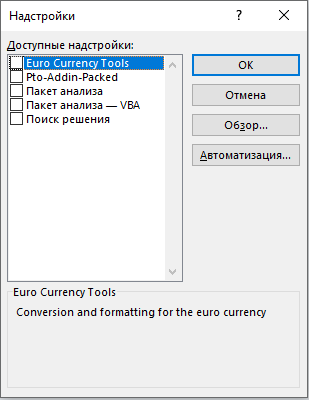 Надстройки
?
Доступные надстройки:
Euro Currency Tools
Pto-Addin-Packed
Пакет анализа
Пакет анализа — VBA
Поиск решения
ОК
Отмена
Обзор...
Автоматизация...
Euro Currency Tools
Conversion and formatting for the euro currency